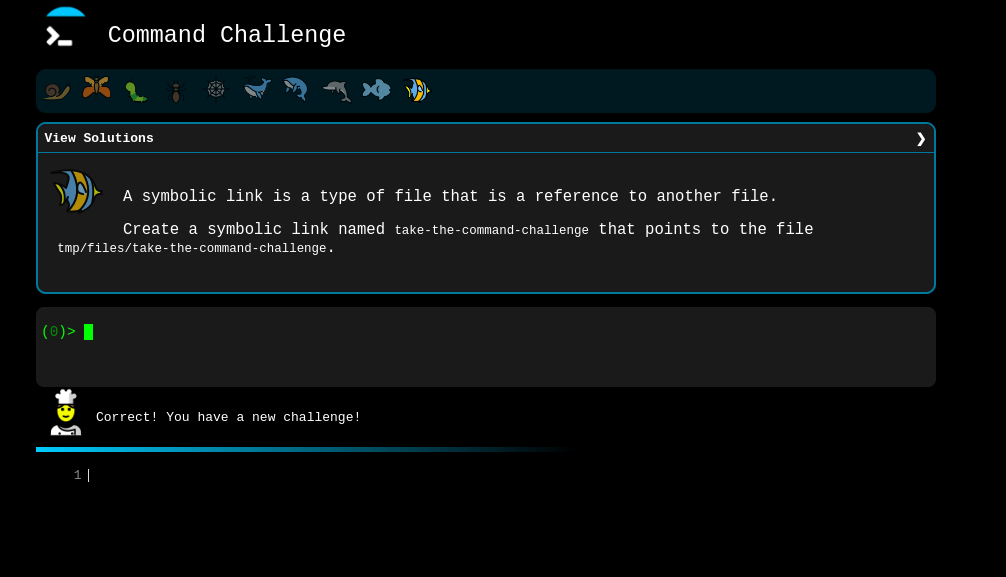 Command Challenge
View Solutions ❯
A symbolic link is a type of file that is a reference to another file.
Create a symbolic link named take-the-command-challenge that points to the file
tmp/files/take-the-command-challenge.
(0)>
Correct! You have a new challenge!
1